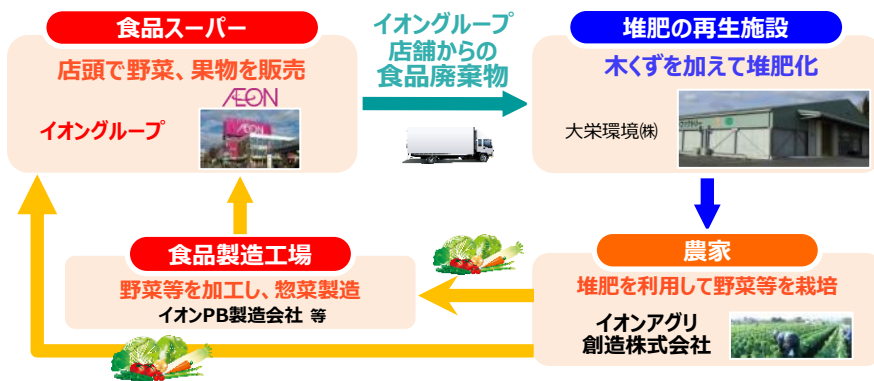 食品スーパー
店頭で野菜、果物を販売
ÆON
イオングループ
イオングループ
店舗からの
食品廃棄物
堆肥の再生施設
木くずを加えて堆肥化
大栄環境㈱
食品製造工場
野菜等を加工し、惣菜製造
イオンPB製造会社 等
農家
堆肥を利用して野菜等を栽培
イオンアグリ
創造株式会社